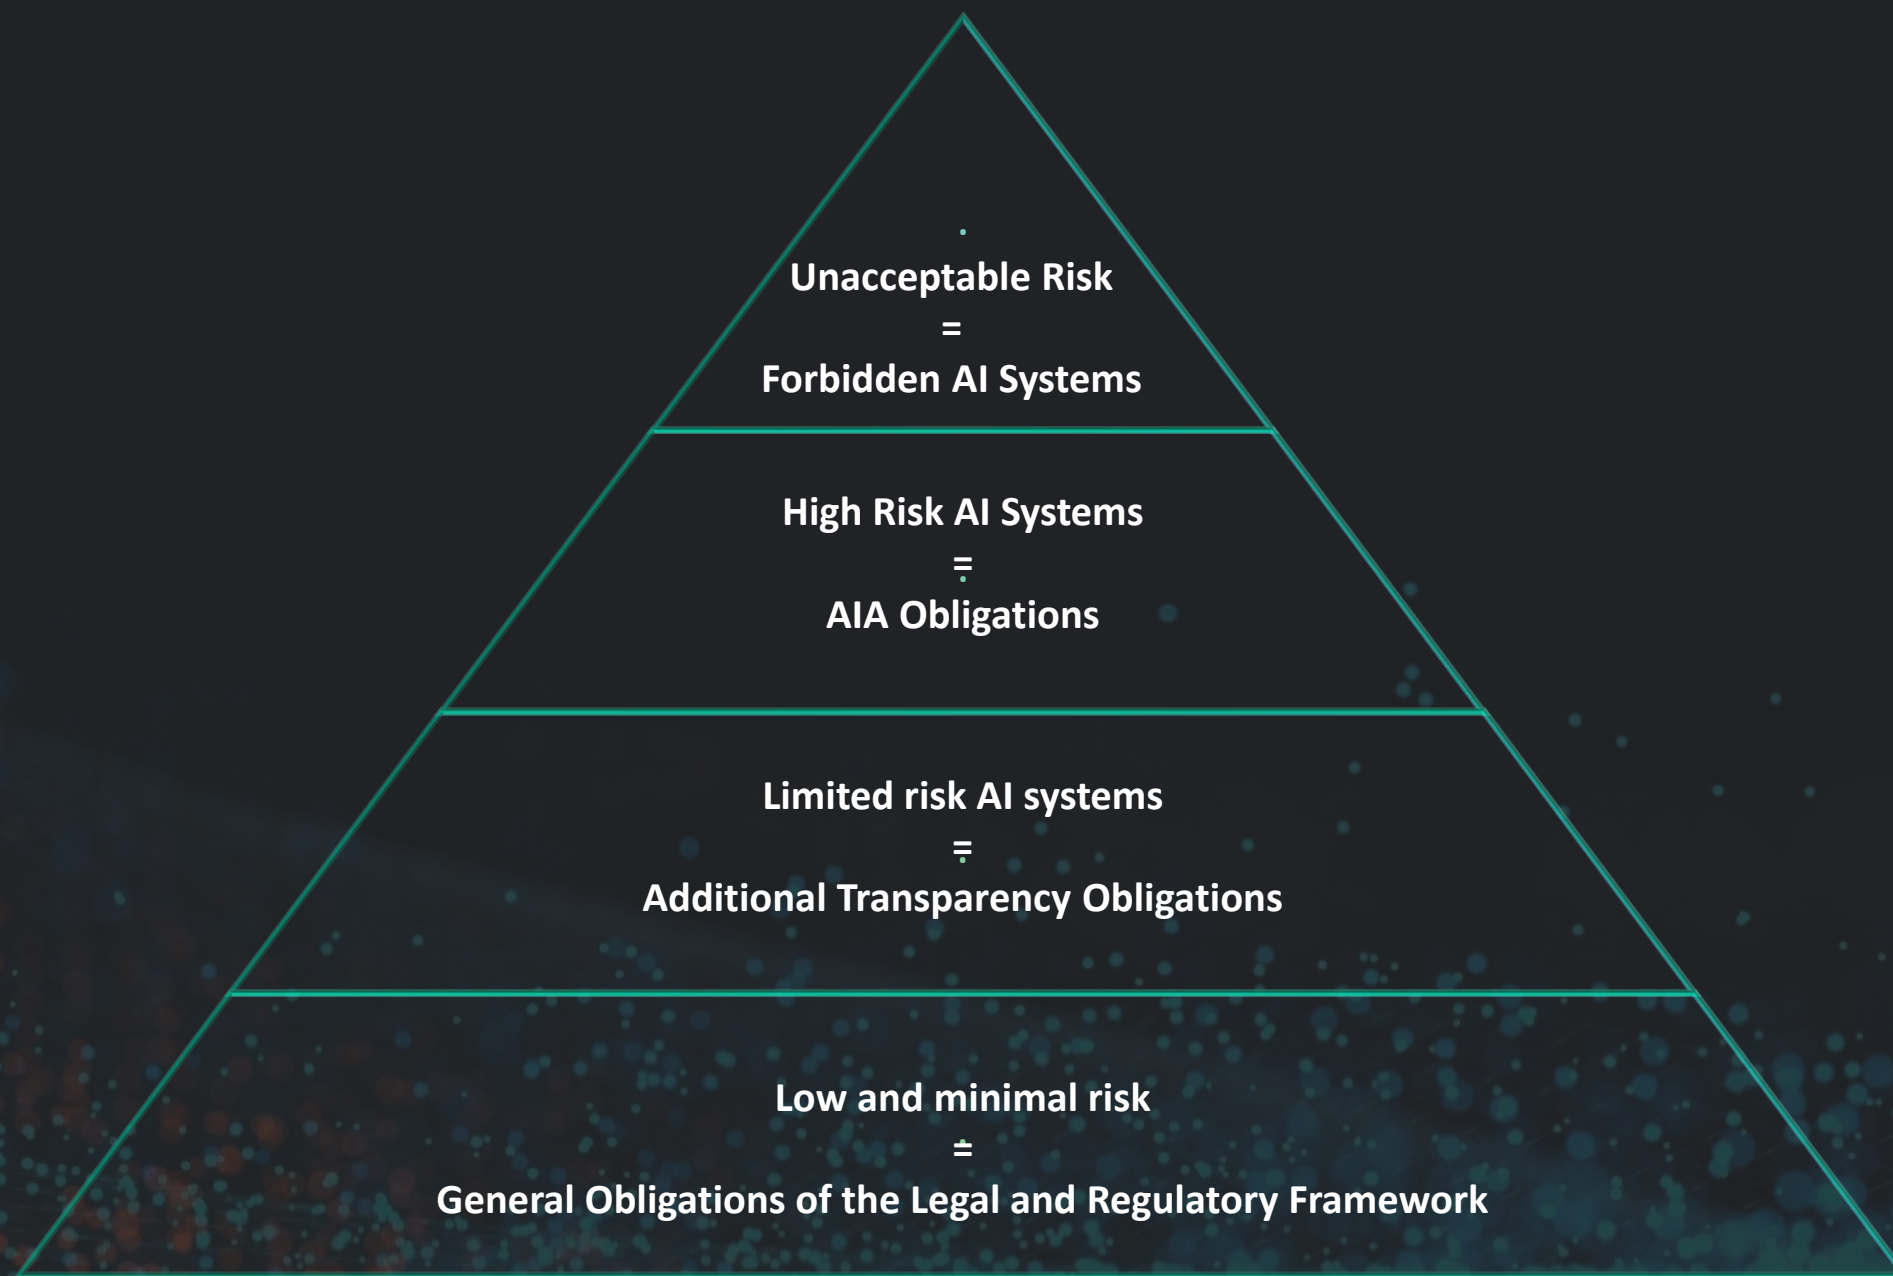 Unacceptable Risk
=
Forbidden AI Systems
High Risk AI Systems
=
AIA Obligations
Limited risk AI systems
=
Additional Transparency Obligations
Low and minimal risk
=
General Obligations of the Legal and Regulatory Framework